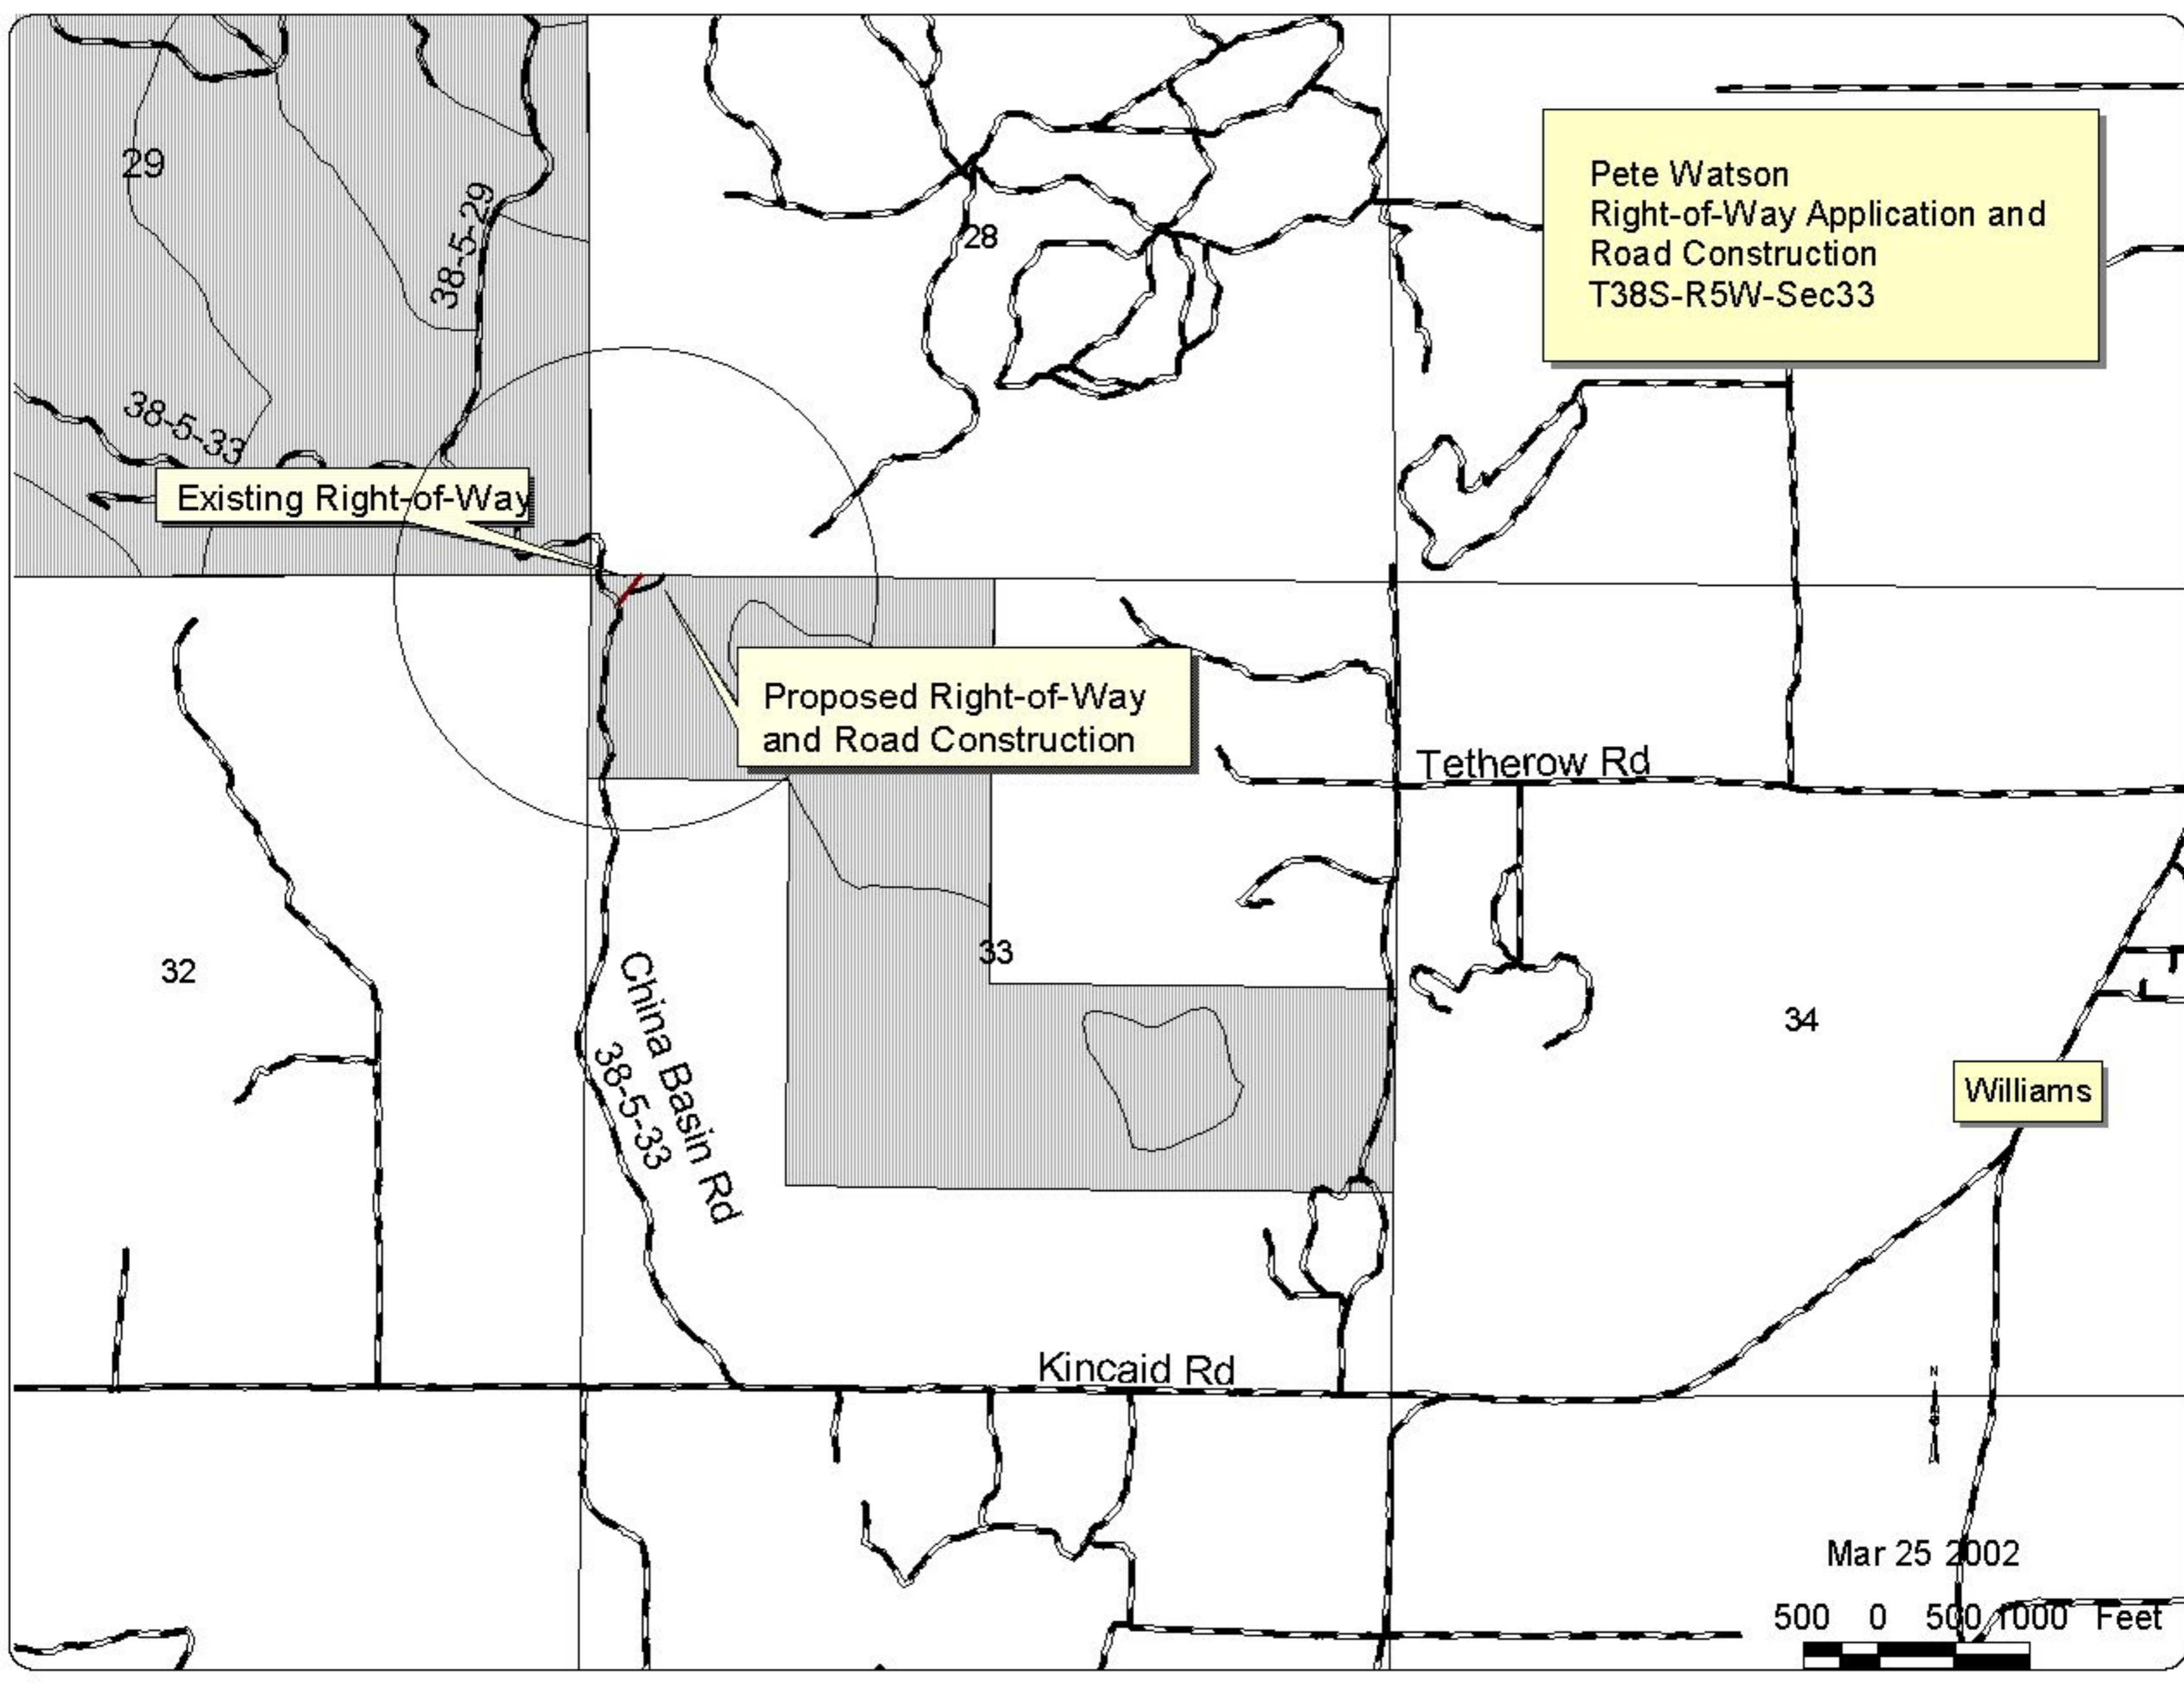 29
38-5-29
28
Pete Watson
Right-of-Way Application and
Road Construction
T38S-R5W-Sec33
38-5-33
Existing Right-of-Way
Proposed Right-of-Way
and Road Construction
Tetherow Rd
33
32
China Basin Rd
38-5-33
34
Williams
Kincaid Rd
N
Mar 25 2002
500 0 500 1000 Feet